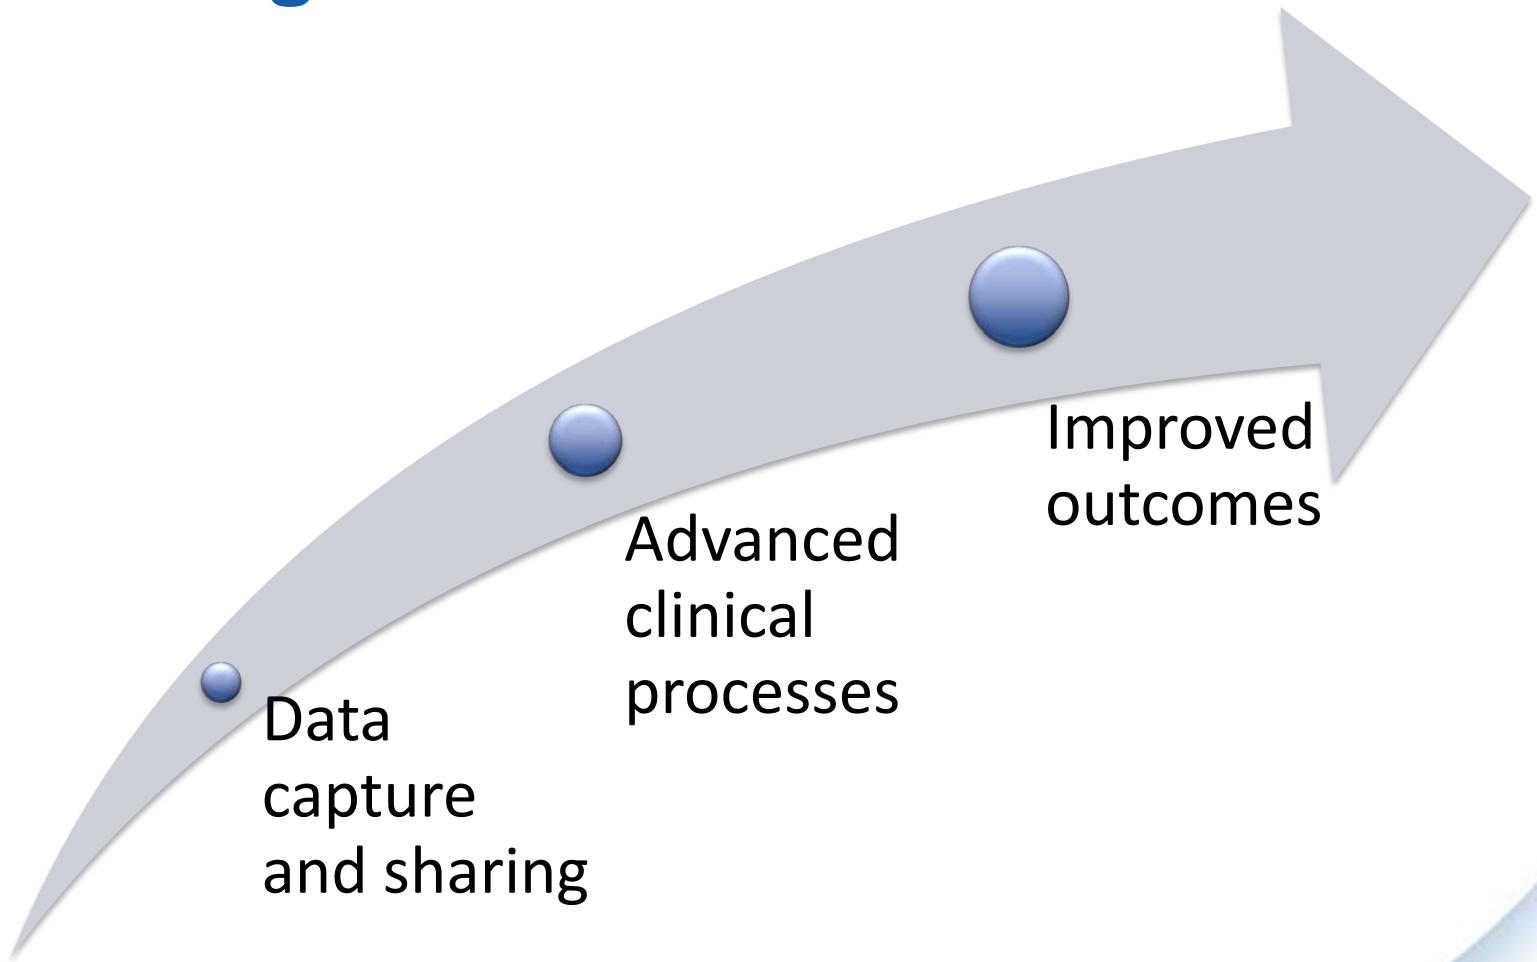 Data
capture
and sharing
Advanced
clinical
processes
Improved
outcomes